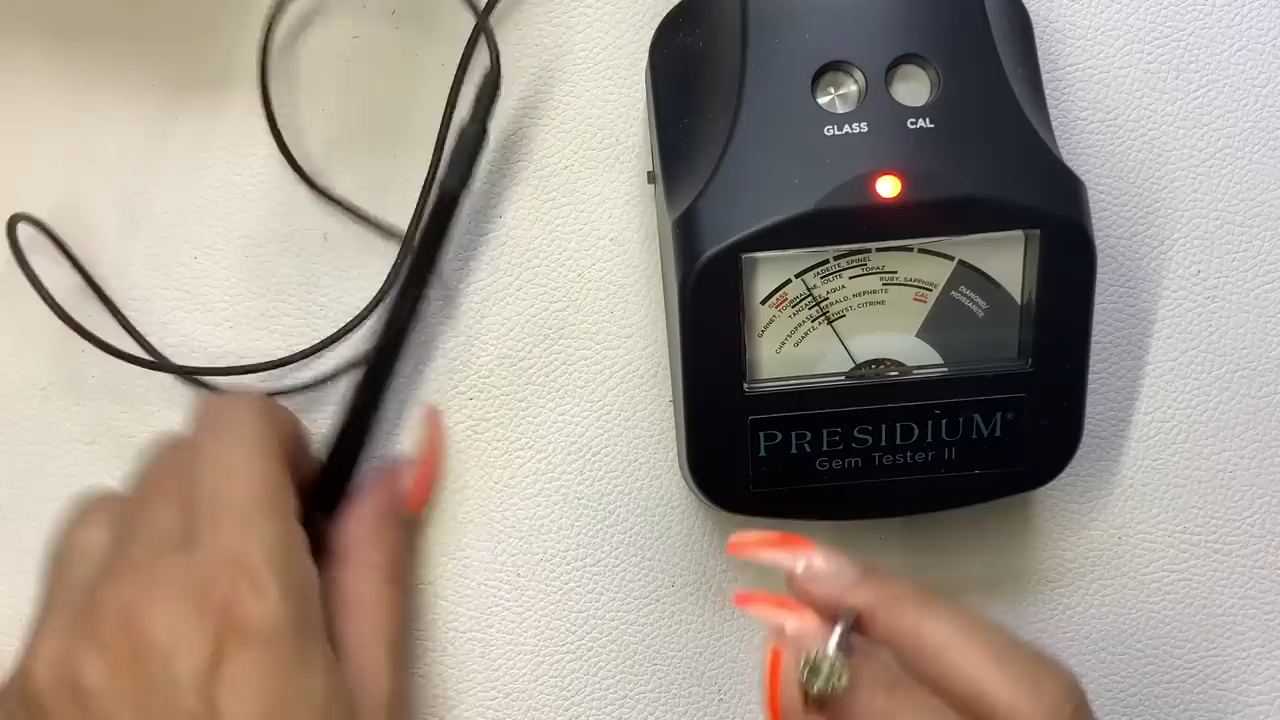 GLASS CAL
JADEITE, SPINEL
GLASS
GARNET, TOURMALINE, IOLITE
TOPAZ
TANZANITE, AQUA
RUBY, SAPPHIRE
CAL
CHRYSOPRASE, EMERALD, NEPHRITE
QUARTZ, AMETHYST, CITRINE
DIAMOND/
MOISSANITE
PRESIDIUM®
Gem Tester II